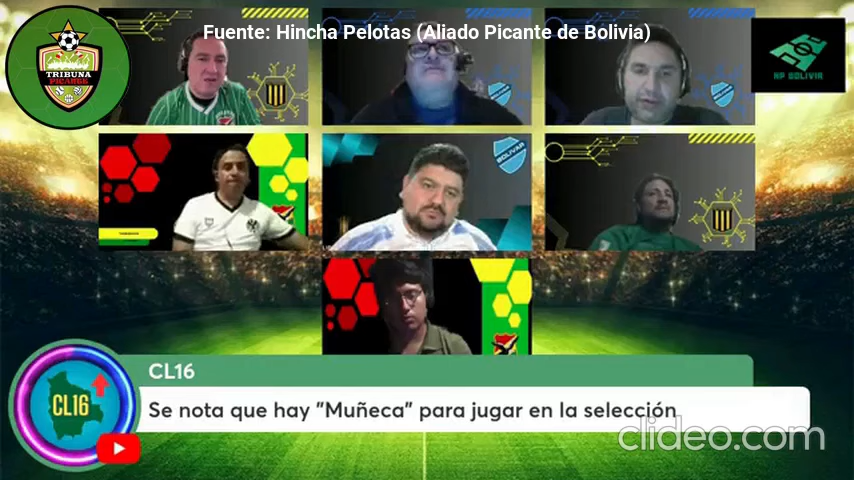 Fuente: Hincha Pelotas (Aliado Picante de Bolivia)
TRIBUNA
PICANTE
HP BOLIVIA
BOLIVAR
CL16
CL16
Se nota que hay "Muñeca" para jugar en la selección
clideo.com